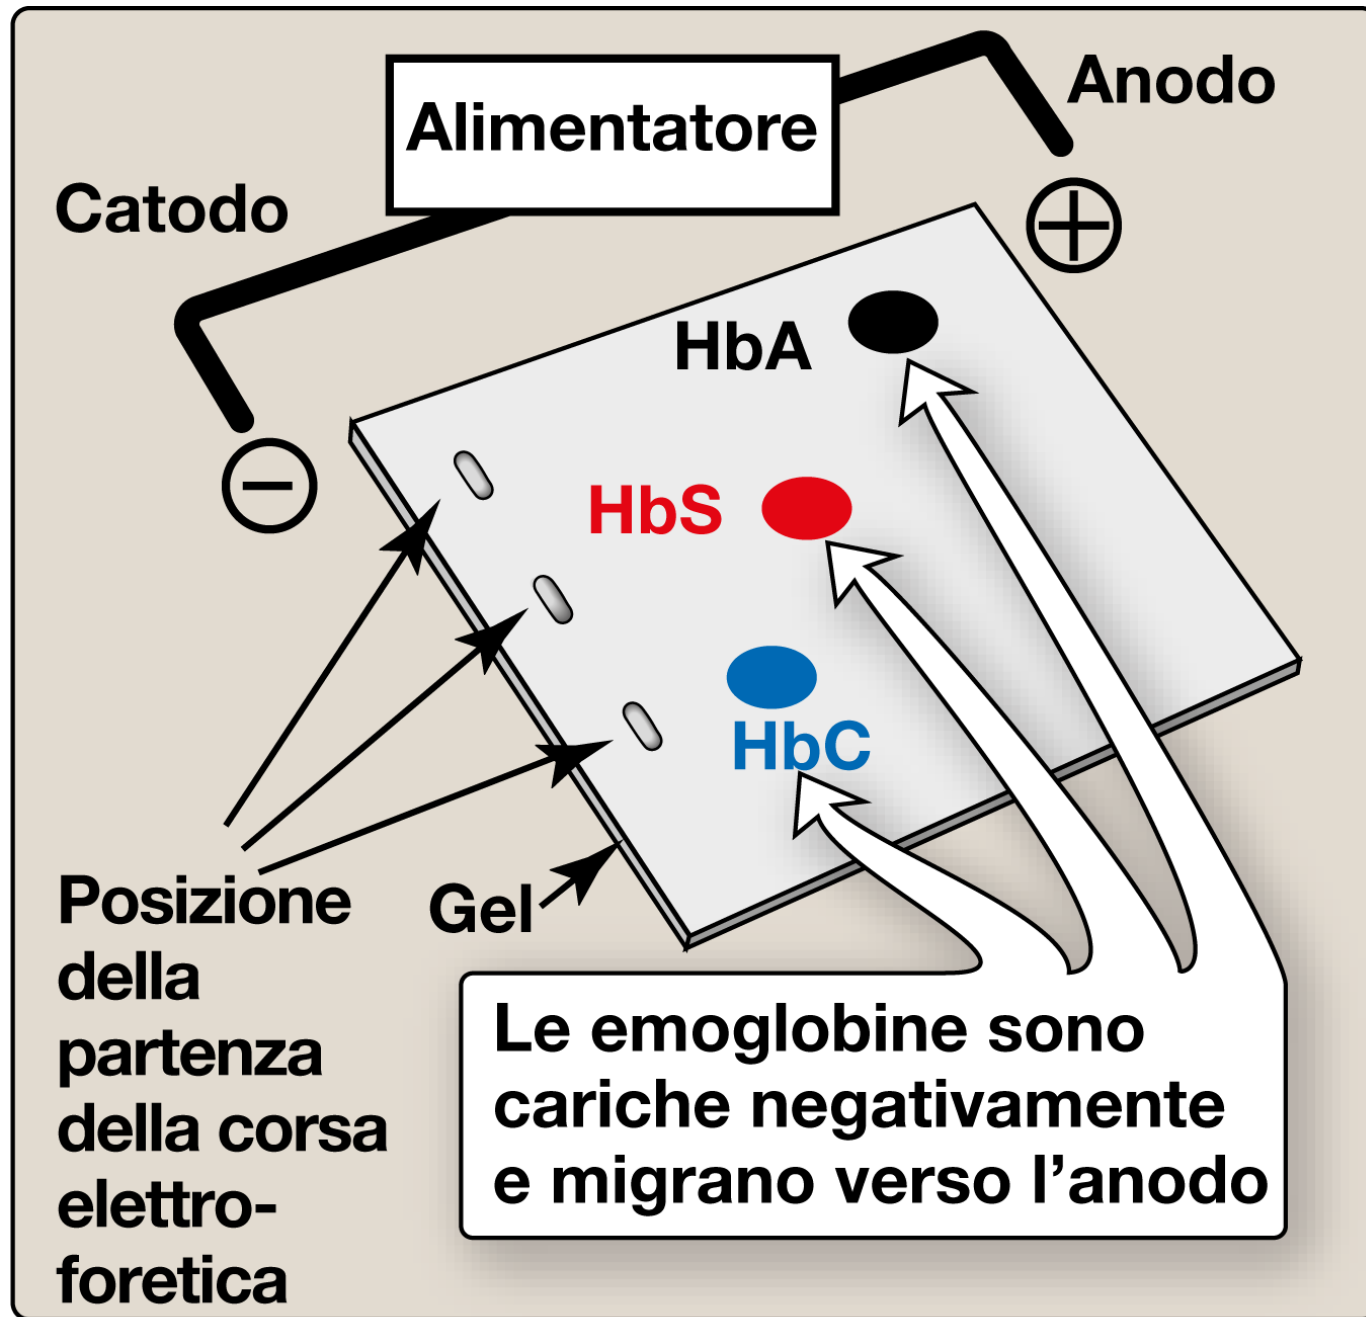 Alimentatore
Anodo
Catodo
+
−
HbA
HbS
HbC
Posizione
della
partenza
della corsa
elettro-
foretica
Gel
Le emoglobine sono
cariche negativamente
e migrano verso l’anodo